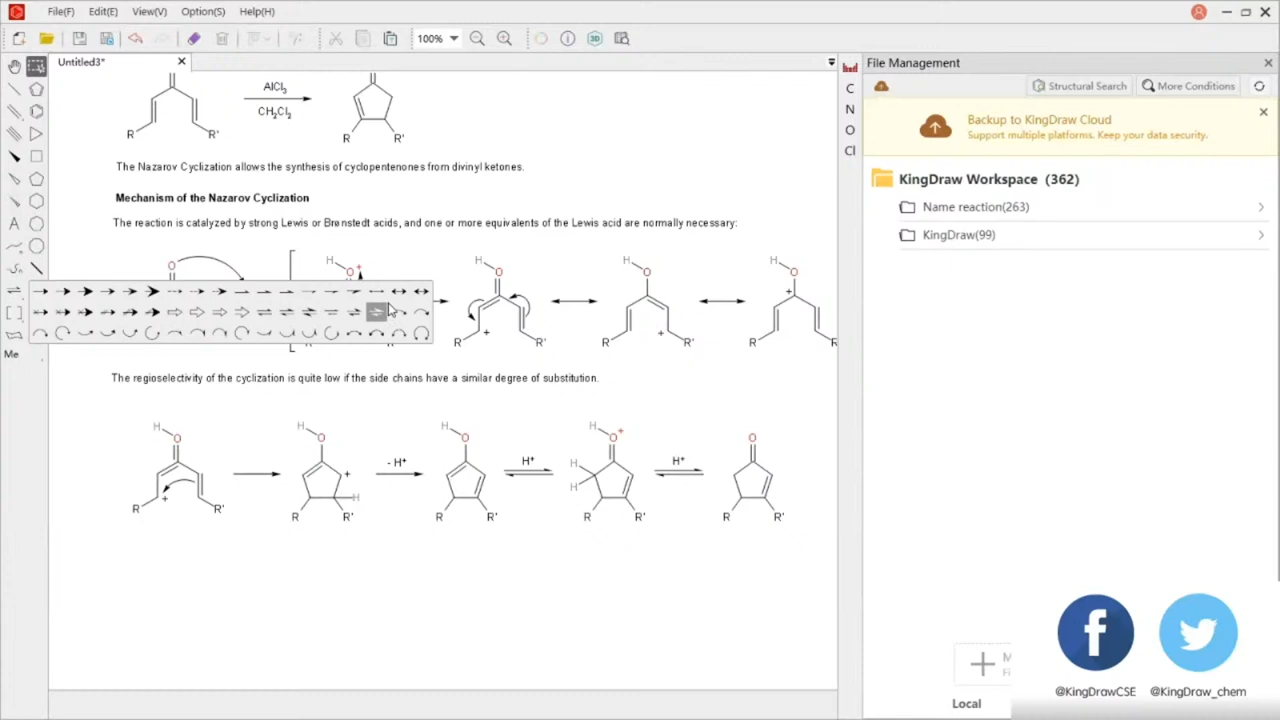 File(F) Edit(E) View(V) Option(S) Help(H)
100%
Untitled3*
File Management
Structural Search More Conditions
Backup to KingDraw Cloud
Support multiple platforms. Keep your data security.
KingDraw Workspace (362)
Name reaction(263)
KingDraw(99)
C
N
O
Cl
A
Me
AlCl3
CH2Cl2
R R' R R'
The Nazarov Cyclization allows the synthesis of cyclopentenones from divinyl ketones.
Mechanism of the Nazarov Cyclization
The reaction is catalyzed by strong Lewis or Brønstedt acids, and one or more equivalents of the Lewis acid are normally necessary:
H H H H
O O + O O O
+ + +
R R' R R' R R'
The regioselectivity of the cyclization is quite low if the side chains have a similar degree of substitution.
H H H H
O O O O + O
- H+ H+ H+
+ + H H H
R R' R R' R R' R R' R R'
Local
@KingDrawCSE @KingDraw_chem